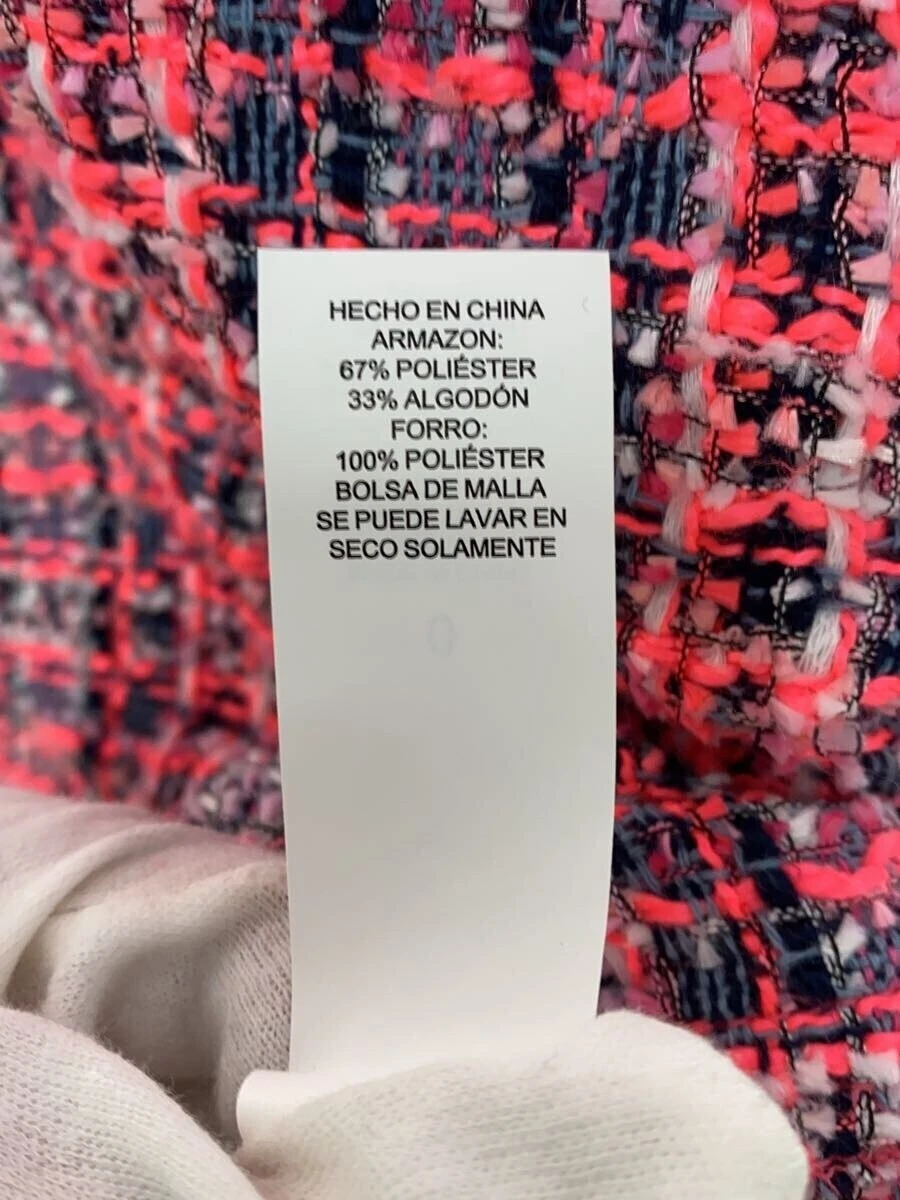 HECHO EN CHINA
ARMAZON:
67% POLIÉSTER
33% ALGODÓN
FORRO:
100% POLIÉSTER
BOLSA DE MALLA
SE PUEDE LAVAR EN
SECO SOLAMENTE
0